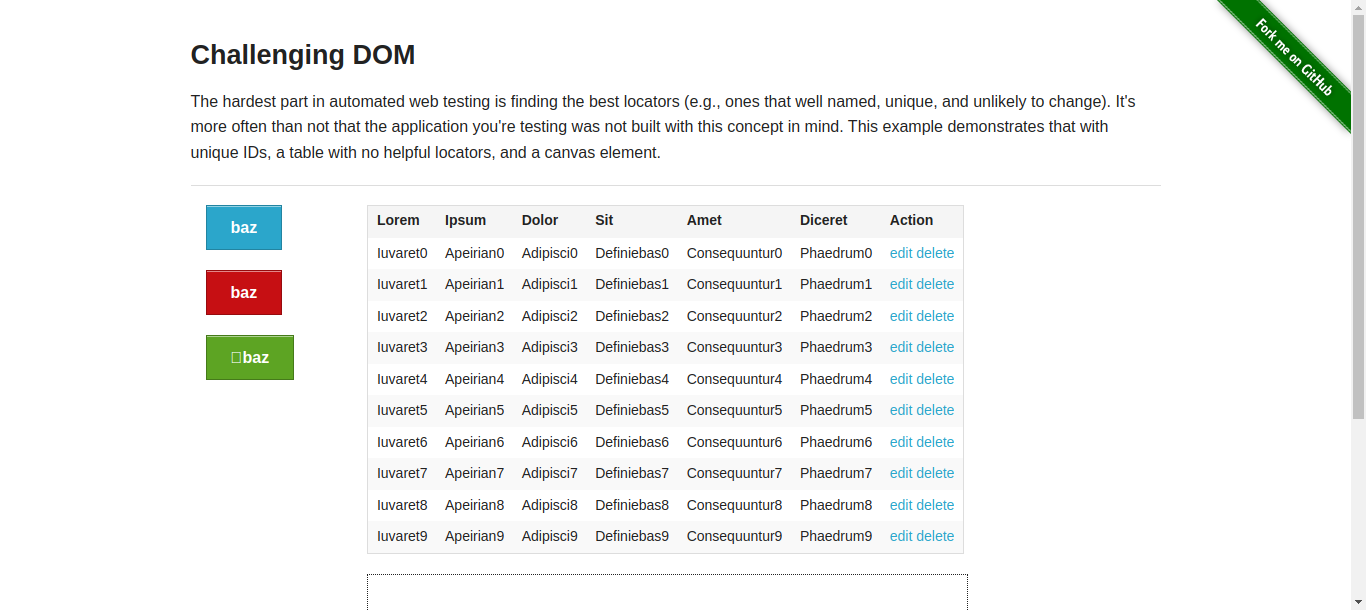 Fork me on GitHub
Challenging DOM
The hardest part in automated web testing is finding the best locators (e.g., ones that well named, unique, and unlikely to change). It's
more often than not that the application you're testing was not built with this concept in mind. This example demonstrates that with
unique IDs, a table with no helpful locators, and a canvas element.
baz
baz
baz
Lorem Ipsum Dolor Sit Amet Diceret Action
Iuvaret0 Apeirian0 Adipisci0 Definiebas0 Consequuntur0 Phaedrum0 edit delete
Iuvaret1 Apeirian1 Adipisci1 Definiebas1 Consequuntur1 Phaedrum1 edit delete
Iuvaret2 Apeirian2 Adipisci2 Definiebas2 Consequuntur2 Phaedrum2 edit delete
Iuvaret3 Apeirian3 Adipisci3 Definiebas3 Consequuntur3 Phaedrum3 edit delete
Iuvaret4 Apeirian4 Adipisci4 Definiebas4 Consequuntur4 Phaedrum4 edit delete
Iuvaret5 Apeirian5 Adipisci5 Definiebas5 Consequuntur5 Phaedrum5 edit delete
Iuvaret6 Apeirian6 Adipisci6 Definiebas6 Consequuntur6 Phaedrum6 edit delete
Iuvaret7 Apeirian7 Adipisci7 Definiebas7 Consequuntur7 Phaedrum7 edit delete
Iuvaret8 Apeirian8 Adipisci8 Definiebas8 Consequuntur8 Phaedrum8 edit delete
Iuvaret9 Apeirian9 Adipisci9 Definiebas9 Consequuntur9 Phaedrum9 edit delete